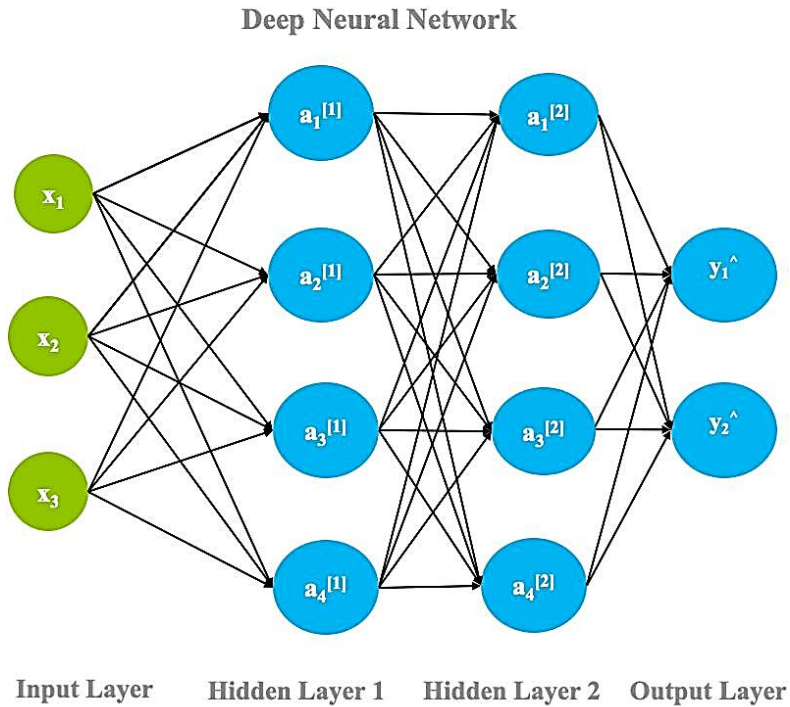 Deep Neural Network
x₁
x₂
x₃
a₁[1]
a₂[1]
a₃[1]
a₄[1]
a₁[2]
a₂[2]
a₃[2]
a₄[2]
y₁^
y₂^
Input Layer
Hidden Layer 1
Hidden Layer 2
Output Layer